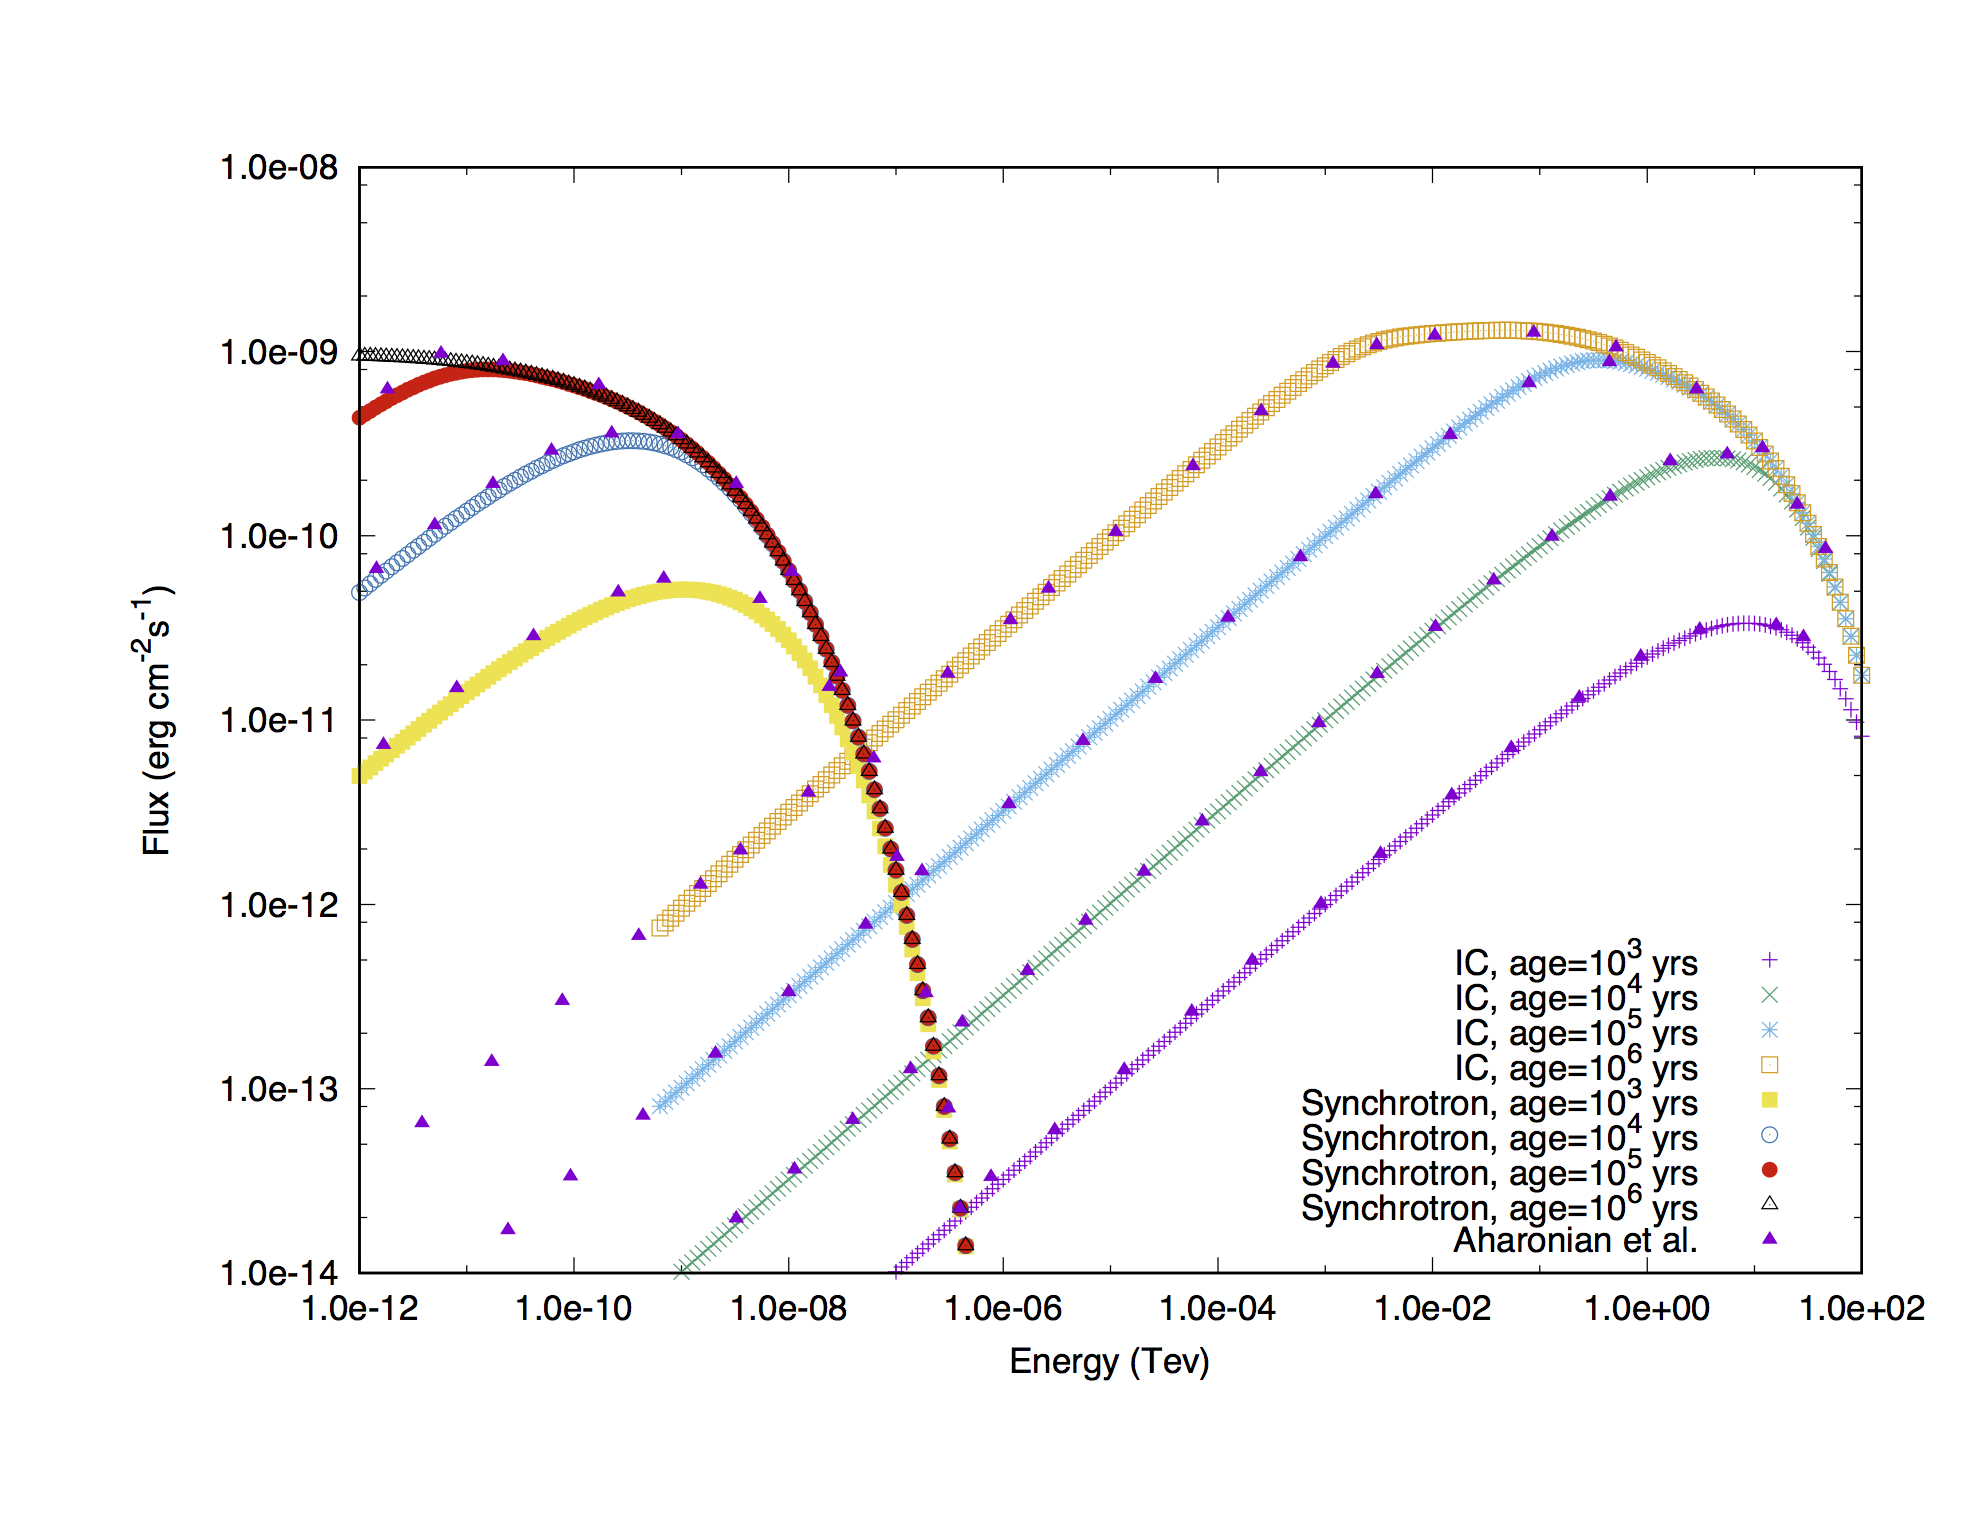 1.0e-08
1.0e-09
1.0e-10
1.0e-11
1.0e-12
1.0e-13
1.0e-14
Flux (erg cm⁻²s⁻¹)
IC, age=10³ yrs
IC, age=10⁴ yrs
IC, age=10⁵ yrs
IC, age=10⁶ yrs
Synchrotron, age=10³ yrs
Synchrotron, age=10⁴ yrs
Synchrotron, age=10⁵ yrs
Synchrotron, age=10⁶ yrs
Aharonian et al.
1.0e-12 1.0e-10 1.0e-08 1.0e-06 1.0e-04 1.0e-02 1.0e+00 1.0e+02
Energy (Tev)